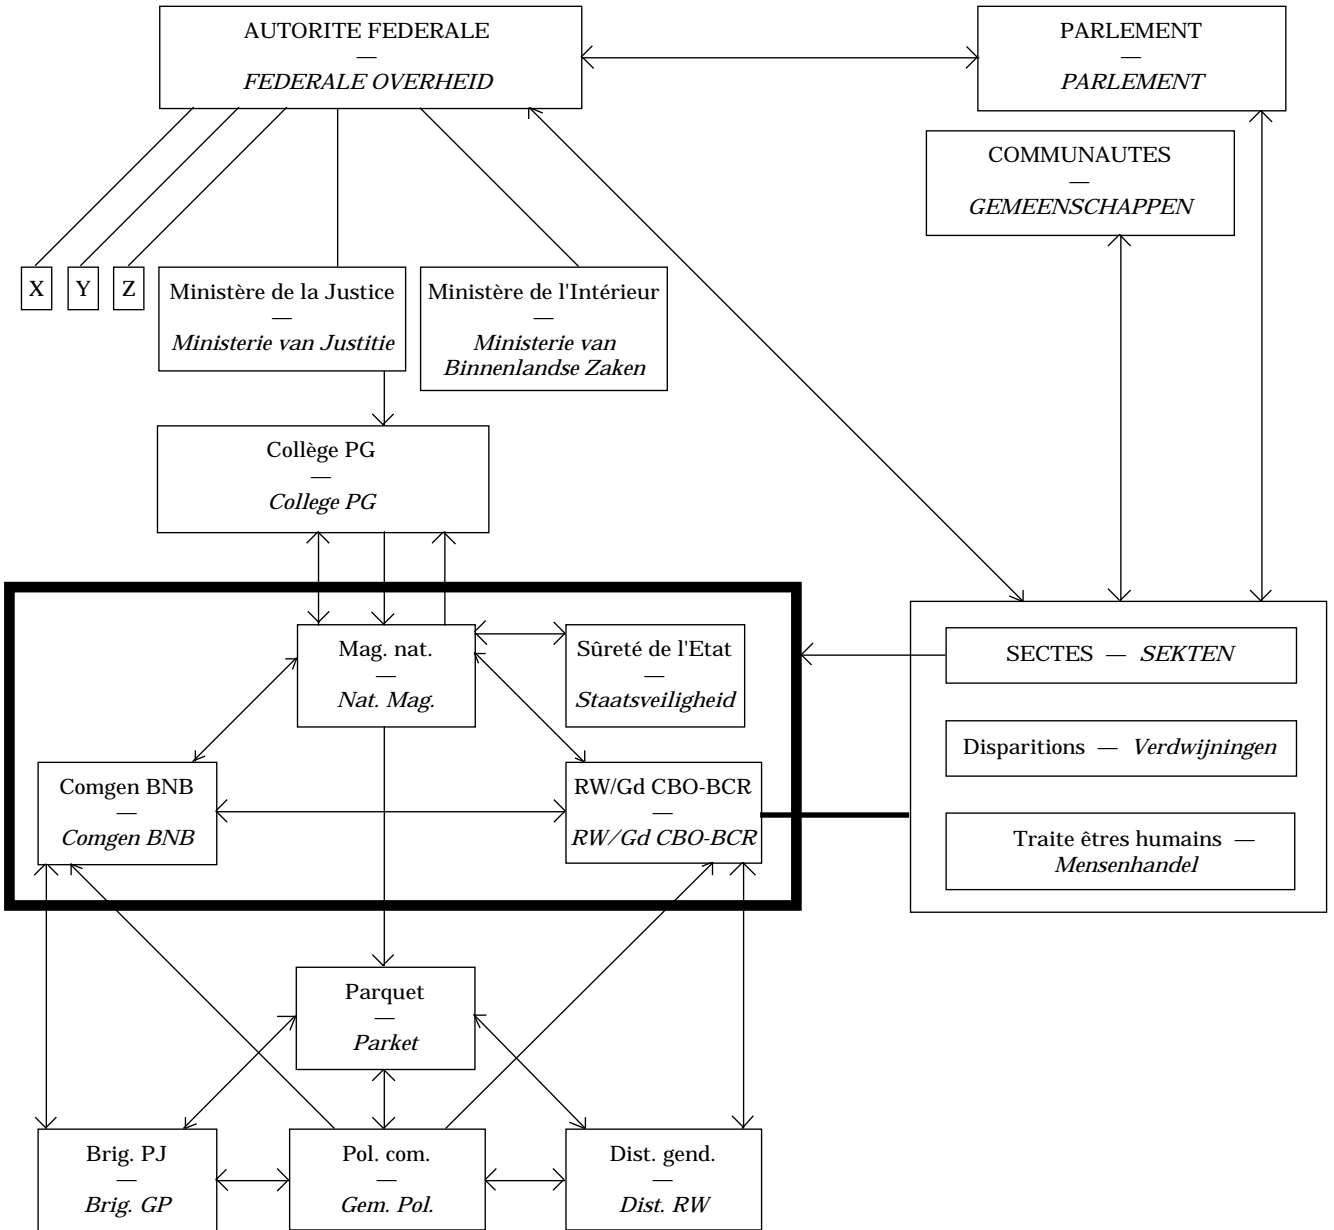 AUTORITE FEDERALE
—
FEDERALE OVERHEID
PARLEMENT
—
PARLEMENT
COMMUNAUTES
—
GEMEENSCHAPPEN
X
Y
Z
Ministère de la Justice
—
Ministerie van Justitie
Ministère de l'Intérieur
—
Ministerie van
Binnenlandse Zaken
Collège PG
—
College PG
Mag. nat.
—
Nat. Mag.
Sûreté de l'Etat
—
Staatsveiligheid
SECTES — SEKTEN
Disparitions — Verdwijningen
Traite êtres humains —
Mensenhandel
Comgen BNB
—
Comgen BNB
RW/Gd CBO-BCR
—
RW/Gd CBO-BCR
Parquet
—
Parket
Brig. PJ
—
Brig. GP
Pol. com.
—
Gem. Pol.
Dist. gend.
—
Dist. RW